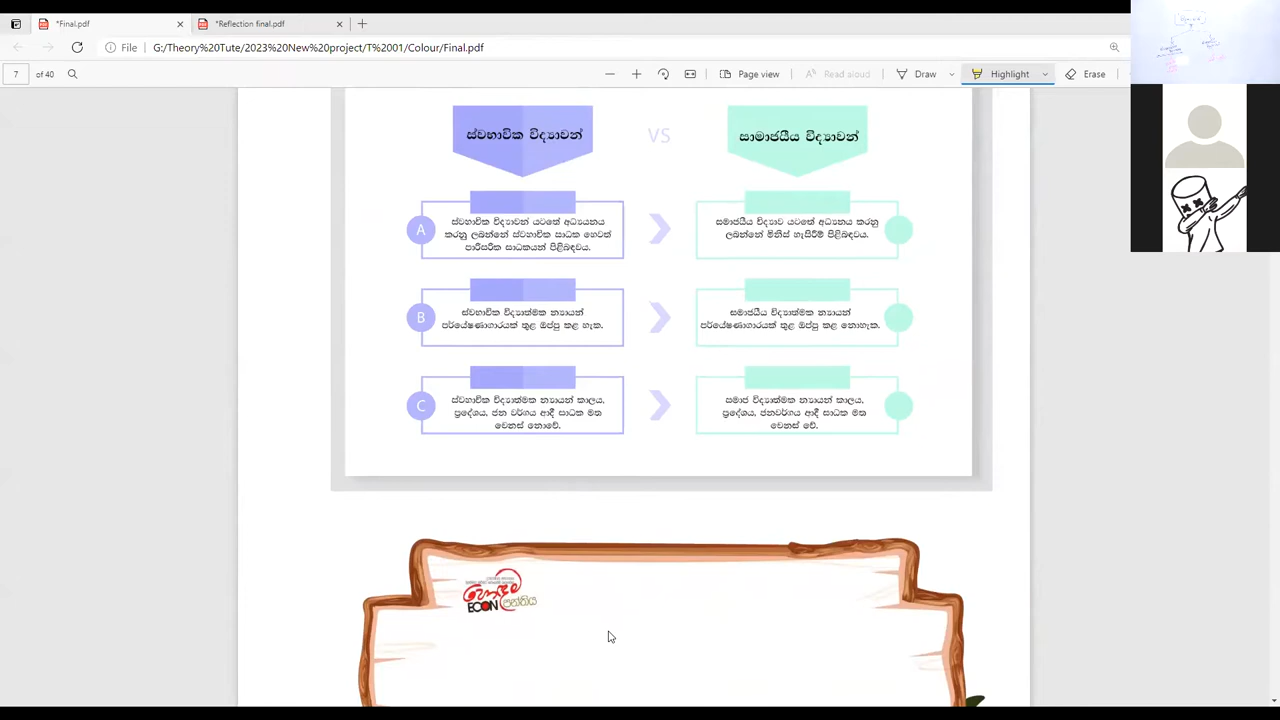 *Final.pdf
*Reflection final.pdf
File
G:/Theory%20Tute/2023%20New%20project/T%2001/Colour/Final.pdf
7 of 40
Page view
Read aloud
Draw
Highlight
Erase
ස්වභාවික විද්‍යාවන්
VS
සාමාජයීය විද්‍යාවන්
A
ස්වභාවික විද්‍යාවන් යටතේ අධ්‍යයනය
කරනු ලබන්නේ ස්වභාවික සාධක හෙවත්
පාරිසරික සාධකයන් පිළිබඳවය.
සමාජයීය විද්‍යාව යටතේ අධ්‍යනය කරනු
ලබන්නේ මිනිස් හැසිරීම් පිළිබඳවය.
B
ස්වභාවික විද්‍යාත්මක න්‍යායන්
පර්යේෂණාගාරයක් තුළ ඔප්පු කළ හැක.
සමාජයීය විද්‍යාත්මක න්‍යායන්
පර්යේෂණාගාරයක් තුළ ඔප්පු කළ නොහැක.
C
ස්වභාවික විද්‍යාත්මක න්‍යායන් කාලය,
ප්‍රදේශය, ජන වර්ගය ආදී සාධක මත
වෙනස් නොවේ.
සමාජ විද්‍යාත්මක න්‍යායන් කාලය,
ප්‍රදේශය, ජනවර්ගය ආදී සාධක මත
වෙනස් වේ.
හොඳම
ECON පන්තිය